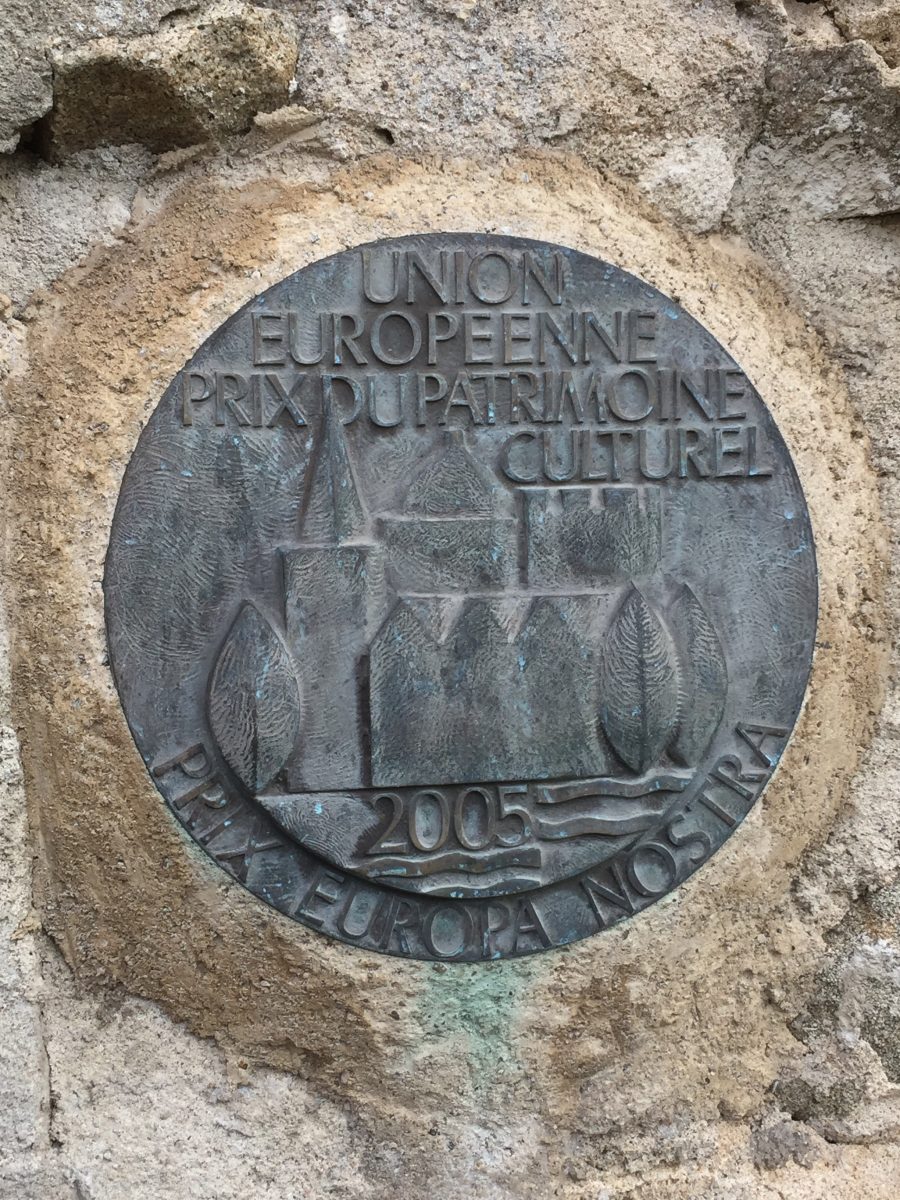 UNION
EUROPEENNE
PRIX DU PATRIMOINE
CULTUREL
2005
PRIX EUROPA NOSTRA